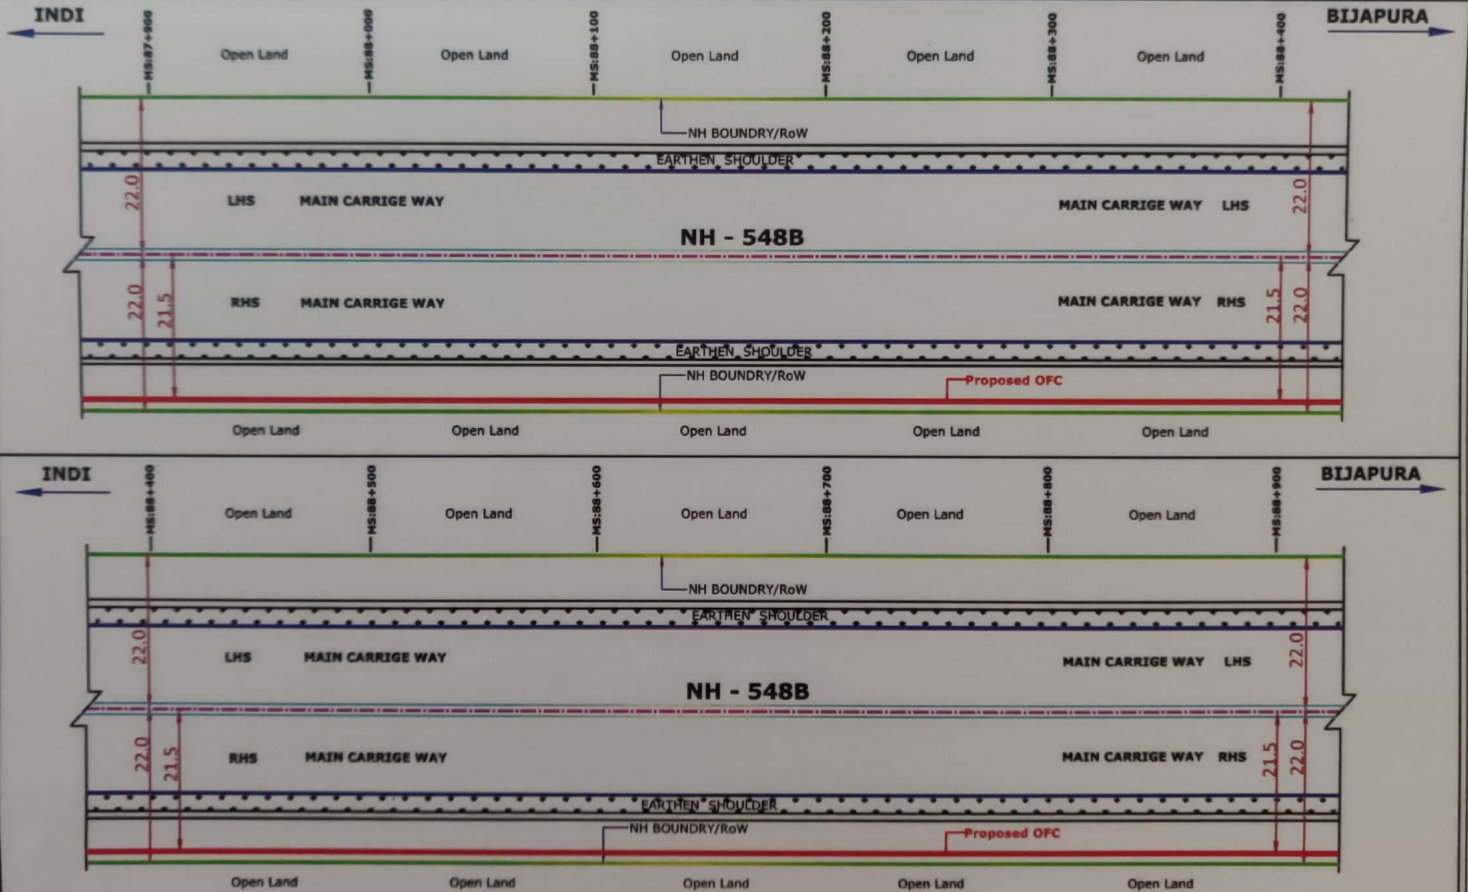 INDI
BIJAPURA
MS:87+900
MS:88+000
MS:88+100
MS:88+200
MS:88+300
MS:88+400
Open Land Open Land Open Land Open Land Open Land
NH BOUNDRY/RoW
EARTHEN SHOULDER
22.0
LHS MAIN CARRIGE WAY
MAIN CARRIGE WAY LHS
22.0
NH - 548B
22.0
21.5
RHS MAIN CARRIGE WAY
MAIN CARRIGE WAY RHS
21.5
22.0
EARTHEN SHOULDER
NH BOUNDRY/RoW
Proposed OFC
Open Land Open Land Open Land Open Land Open Land
INDI
BIJAPURA
MS:88+400
MS:88+500
MS:88+600
MS:88+700
MS:88+800
MS:88+900
Open Land Open Land Open Land Open Land Open Land
NH BOUNDRY/RoW
EARTHEN SHOULDER
22.0
LHS MAIN CARRIGE WAY
MAIN CARRIGE WAY LHS
22.0
NH - 548B
22.0
21.5
RHS MAIN CARRIGE WAY
MAIN CARRIGE WAY RHS
21.5
22.0
EARTHEN SHOULDER
NH BOUNDRY/RoW
Proposed OFC
Open Land Open Land Open Land Open Land Open Land